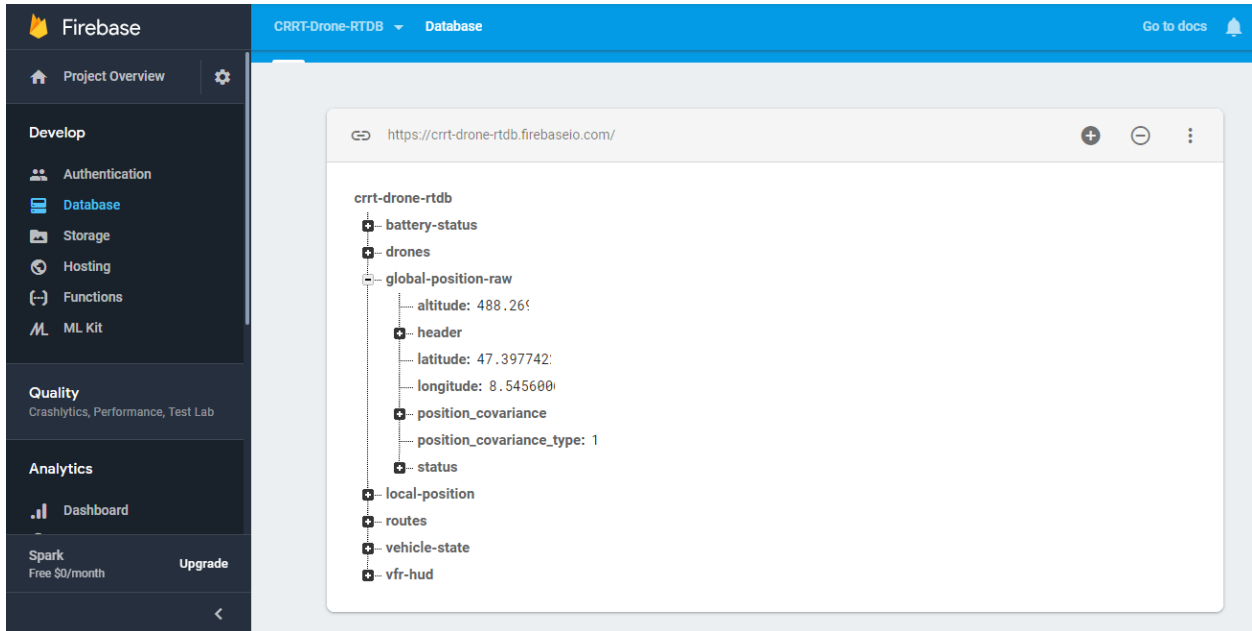 Firebase
CRRT-Drone-RTDB Database Go to docs
Project Overview
Develop
Authentication
Database
Storage
Hosting
Functions
ML Kit
Quality
Crashlytics, Performance, Test Lab
Analytics
Dashboard
Spark
Free $0/month
Upgrade
https://crrt-drone-rtdb.firebaseio.com/
crrt-drone-rtdb
battery-status
drones
global-position-raw
altitude: 488.269
header
latitude: 47.397742
longitude: 8.545600
position_covariance
position_covariance_type: 1
status
local-position
routes
vehicle-state
vfr-hud